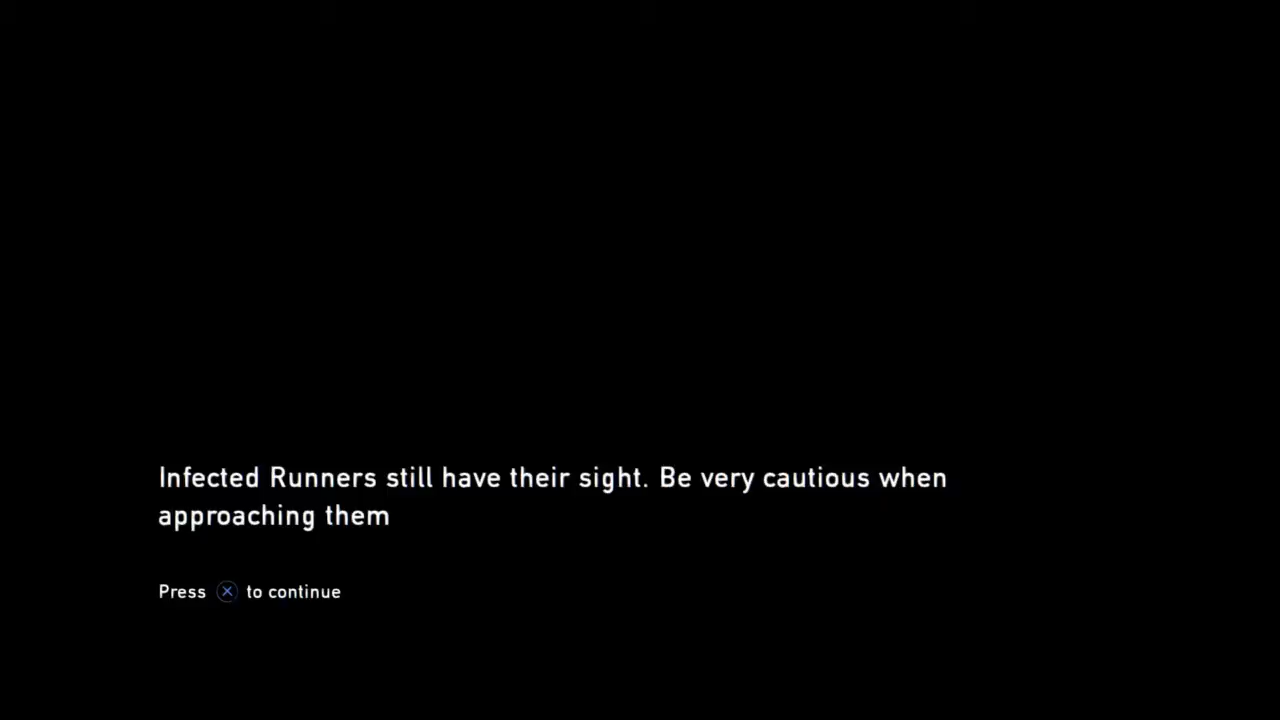 Infected Runners still have their sight. Be very cautious when
approaching them
Press ⓧ to continue